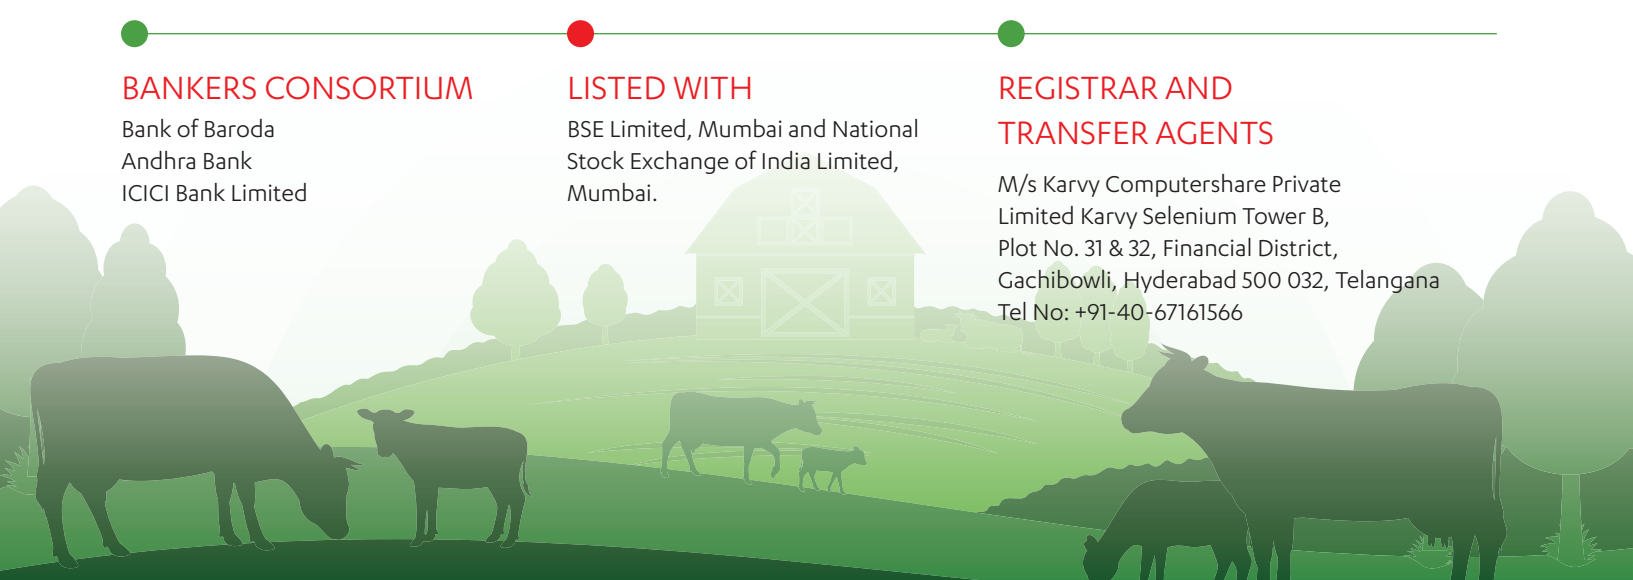 BANKERS CONSORTIUM
Bank of Baroda
Andhra Bank
ICICI Bank Limited
LISTED WITH
BSE Limited, Mumbai and National
Stock Exchange of India Limited,
Mumbai.
REGISTRAR AND
TRANSFER AGENTS
M/s Karvy Computershare Private
Limited Karvy Selenium Tower B,
Plot No. 31 & 32, Financial District,
Gachibowli, Hyderabad 500 032, Telangana
Tel No: +91-40-67161566